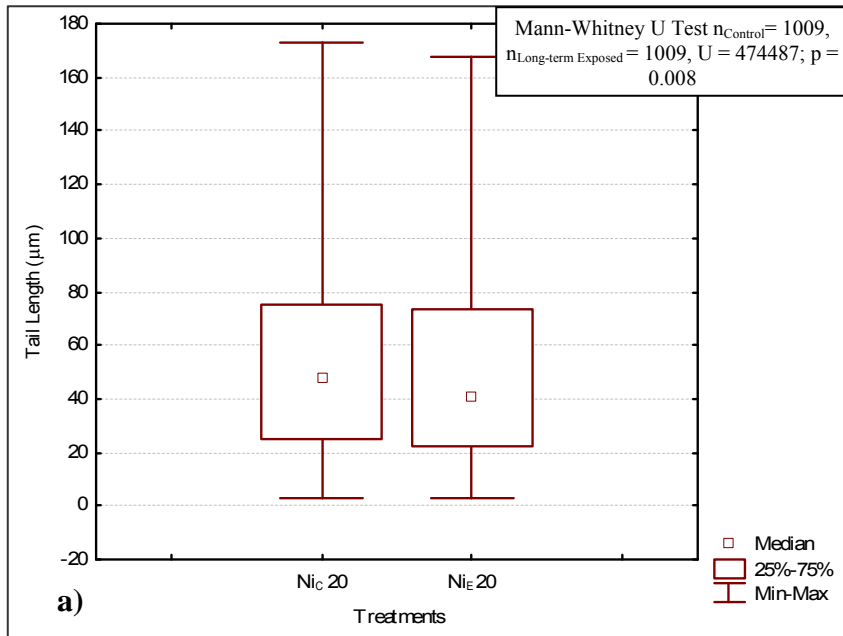 Mann-Whitney U Test nControl= 1009,
nLong-term Exposed = 1009, U = 474487; p =
0.008
180
160
140
120
100
80
60
40
20
0
-20
Tail Length (μm)
NiC 20 NiE 20
a)
Treatments
Median
25%-75%
Min-Max